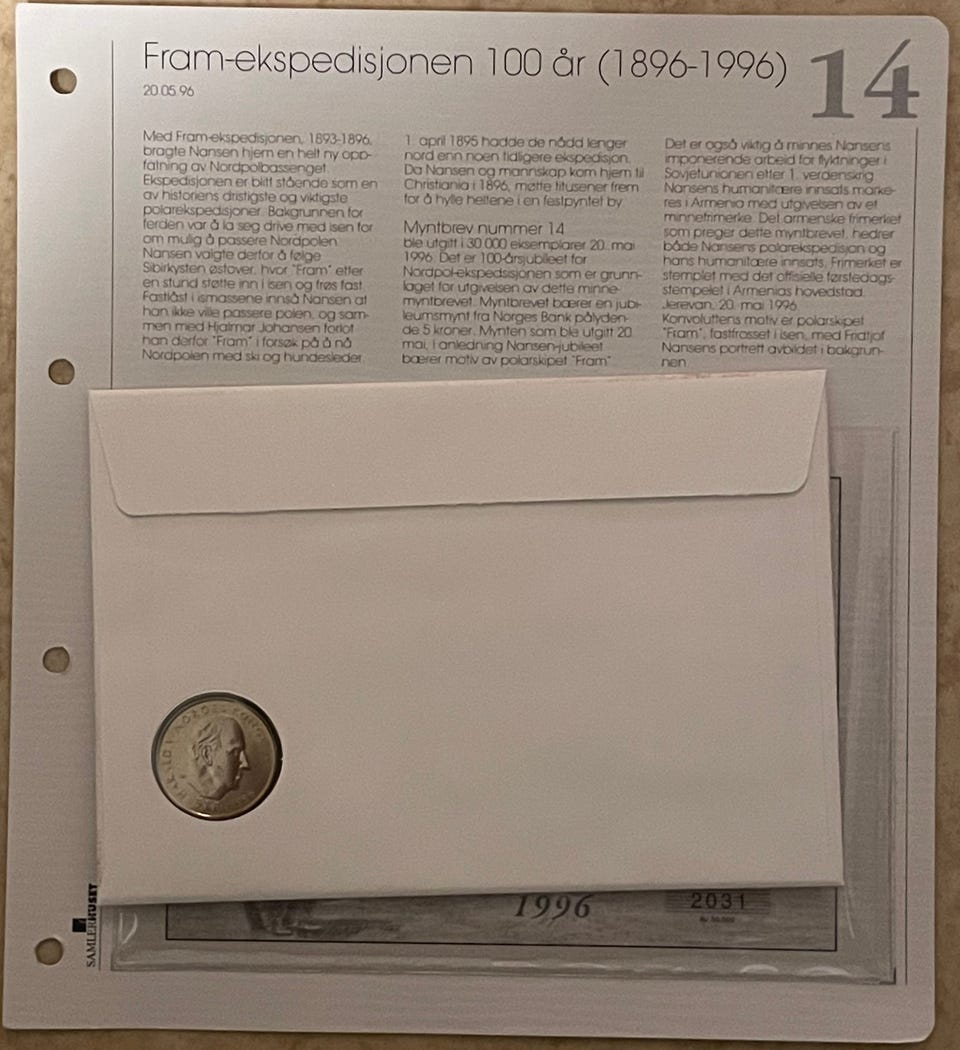 Fram-ekspedisjonen 100 år (1896-1996)
14
20.05.96
Med Fram-ekspedisjonen, 1893-1896,
bragte Nansen hjem en helt ny opp-
fatning av Nordpolbassenget.
Ekspedisjonen er blitt stående som en
av historiens dristigste og viktigste
polarekspedisjoner. Bakgrunnen for
ferden var å la seg drive med isen for
om mulig å passere Nordpolen.
Nansen valgte derfor å følge
Sibirkysten østover, hvor "Fram" etter
en stund støtte inn i isen og frøs fast.
Fastlåst i ismassene innså Nansen at
han ikke ville passere polen, og sam-
men med Hjalmar Johansen forlot
han derfor "Fram" i forsøk på å nå
Nordpolen med ski og hundesleder.
1. april 1895 hadde de nådd lenger
nord enn noen tidligere ekspedisjon.
Da Nansen og mannskap kom hjem til
Christiania i 1896, møtte titusener frem
for å hylle heltene i en festpyntet by.
Myntbrev nummer 14
ble utgitt i 30 000 eksemplarer 20. mai
1996. Det er 100-årsjubileet for
Nordpol-ekspedsjonen som er grunn-
laget for utgivelsen av dette minne-
myntbrevet. Myntbrevet bærer en jubi-
leumsmynt fra Norges Bank pålyden-
de 5 kroner. Mynten som ble utgitt 20.
mai, i anledning Nansen-jubileet
bærer motiv av polarskipet "Fram".
Det er også viktig å minnes Nansens
imponerende arbeid for flyktninger i
Sovjetunionen etter 1. verdenskrig.
Nansens humanitære innsats marke-
res i Armenia med utgivelsen av et
minnefrimerke. Det armenske frimerket
som preger dette myntbrevet, hedrer
både Nansens polarekspedisjon og
hans humanitære innsats. Frimerket er
stemplet med det offisielle førstedags-
stempelet i Armenias hovedstad,
Jerevan, 20. mai 1996.
Konvoluttens motiv er polarskipet
"Fram", fastfrosset i isen, med Fridtjof
Nansens portrett avbildet i bakgrun-
nen.
HARALD V NORGES KONGE
SAMLERHUSET
1996
2031